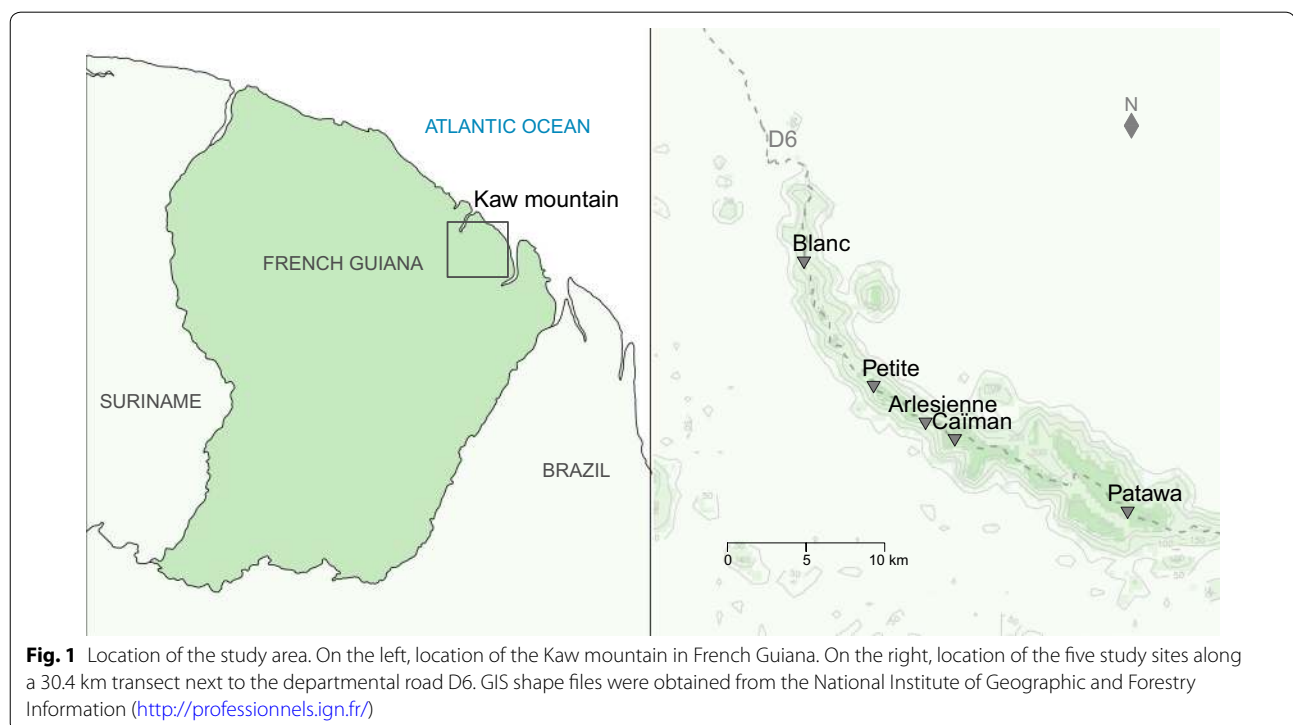 ATLANTIC OCEAN
Kaw mountain
FRENCH GUIANA
SURINAME
BRAZIL
N
D6
Blanc
Petite
Arlesienne
Caïman
Patawa
0 5 10 km
Fig. 1 Location of the study area. On the left, location of the Kaw mountain in French Guiana. On the right, location of the five study sites along
a 30.4 km transect next to the departmental road D6. GIS shape files were obtained from the National Institute of Geographic and Forestry
Information (http://professionnels.ign.fr/)